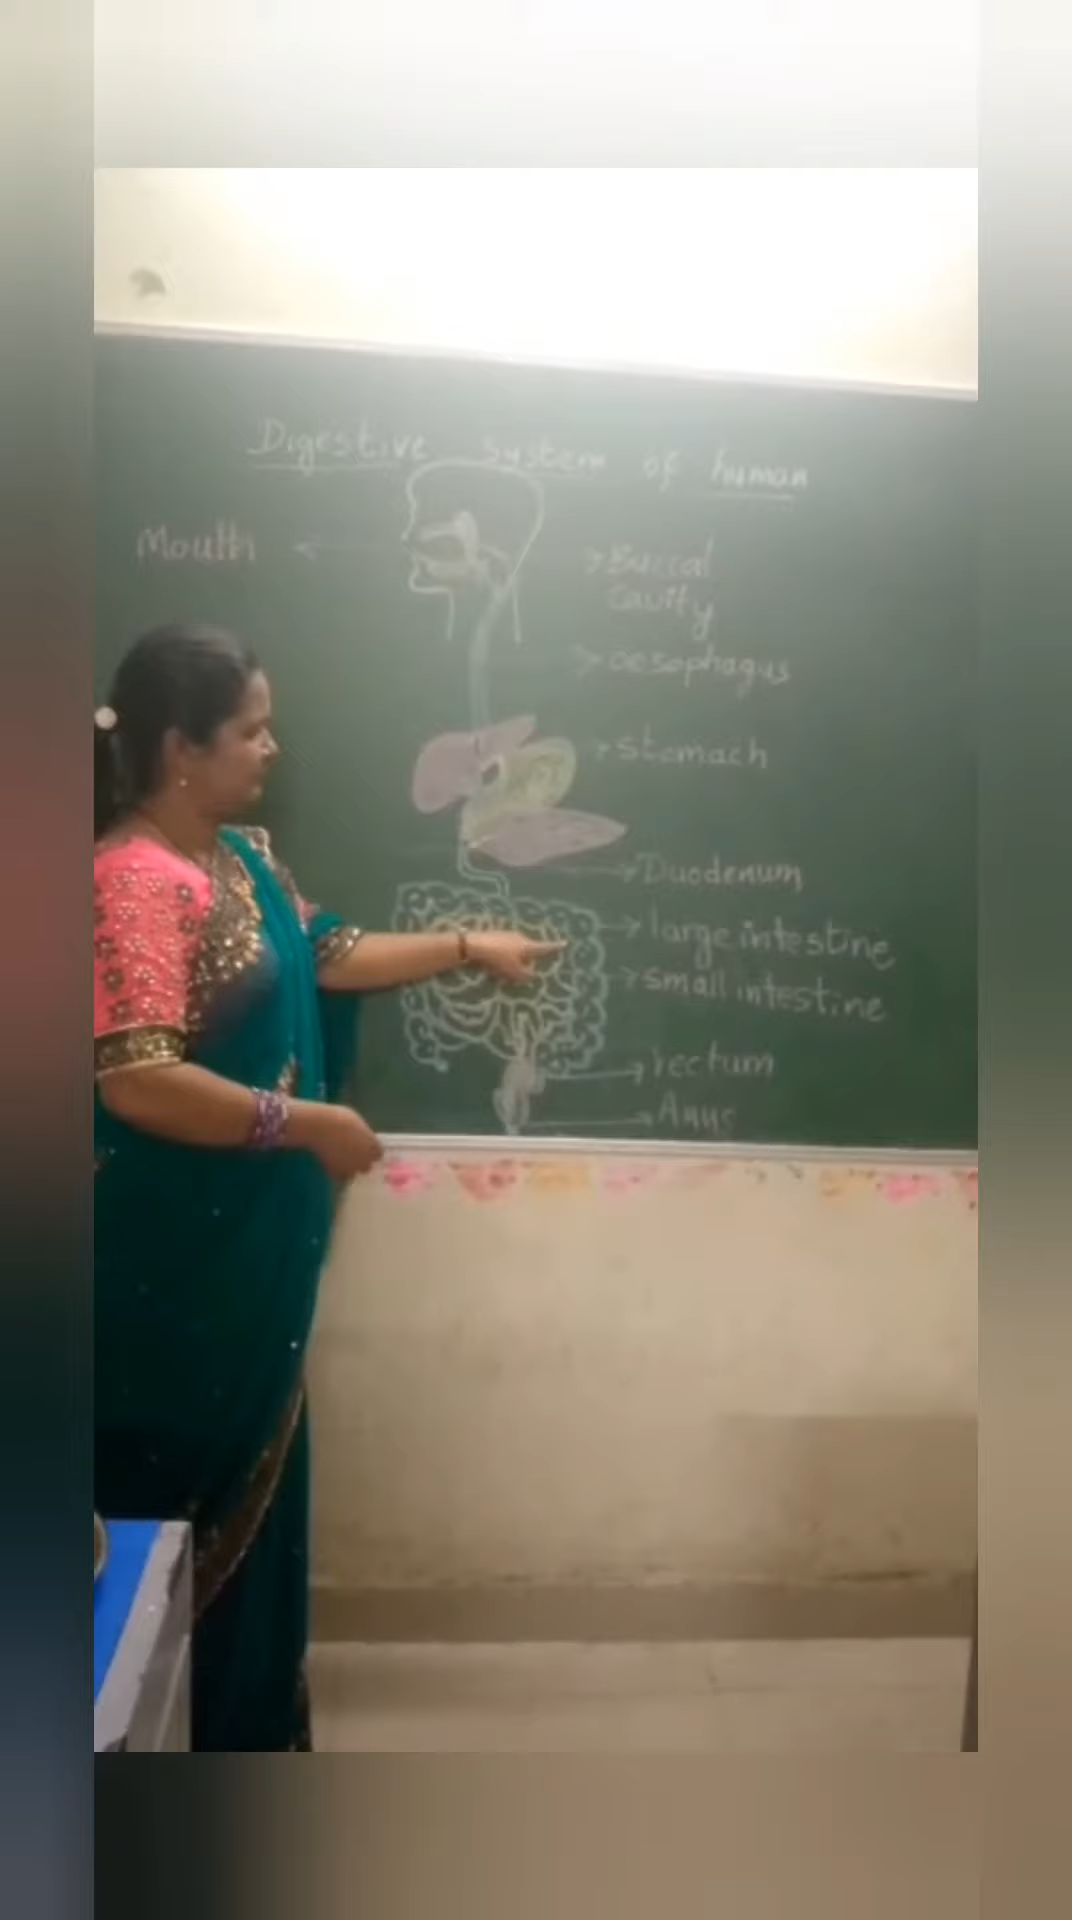 Digestive system of human
Mouth
Buccal
cavity
oesophagus
stomach
Duodenum
large intestine
small intestine
rectum
Anus